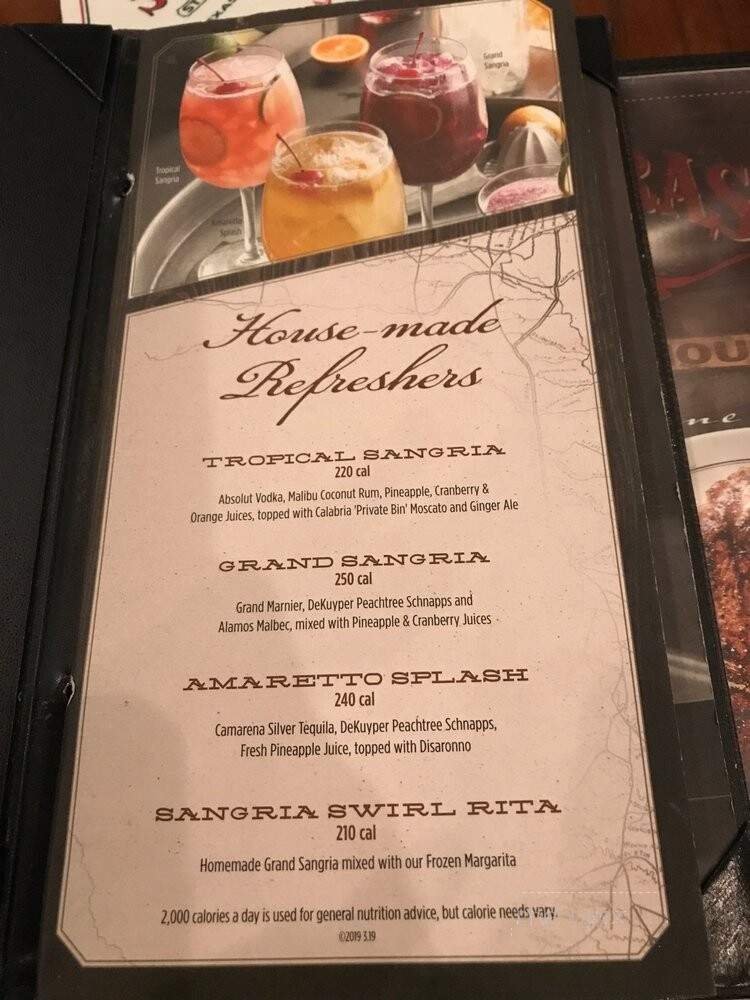 Grand
Sangria
Tropical
Sangria
Amaretto
Splash
House-made
Refreshers
TROPICAL SANGRIA
220 cal
Absolut Vodka, Malibu Coconut Rum, Pineapple, Cranberry &
Orange Juices, topped with Calabria 'Private Bin' Moscato and Ginger Ale
GRAND SANGRIA
250 cal
Grand Marnier, DeKuyper Peachtree Schnapps and
Alamos Malbec, mixed with Pineapple & Cranberry Juices
AMARETTO SPLASH
240 cal
Camarena Silver Tequila, DeKuyper Peachtree Schnapps,
Fresh Pineapple Juice, topped with Disaronno
SANGRIA SWIRL RITA
210 cal
Homemade Grand Sangria mixed with our Frozen Margarita
2,000 calories a day is used for general nutrition advice, but calorie needs vary.
©2019 3.19